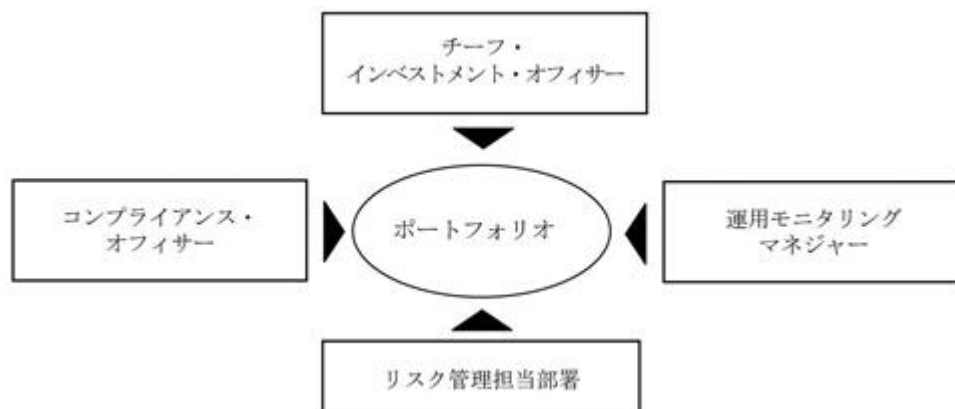 チーフ・
インベストメント・オフィサー
コンプライアンス・
オフィサー
ポートフォリオ
運用モニタリング
マネジャー
リスク管理担当部署